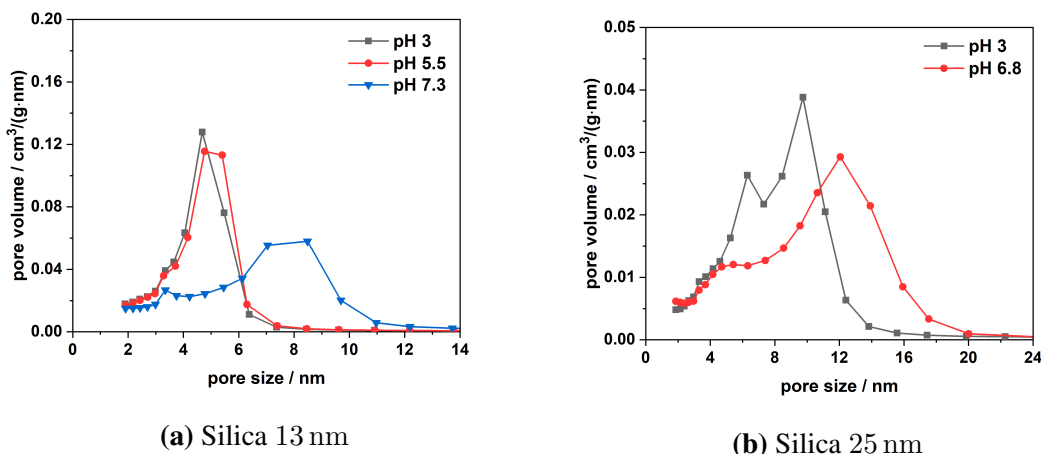 0.20
0.16
0.12
0.08
0.04
0.00
pore volume / cm³/(g·nm)
pH 3
pH 5.5
pH 7.3
0 2 4 6 8 10 12 14
pore size / nm
(a) Silica 13 nm
0.05
0.04
0.03
0.02
0.01
0.00
pore volume / cm³/(g·nm)
pH 3
pH 6.8
0 4 8 12 16 20 24
pore size / nm
(b) Silica 25 nm